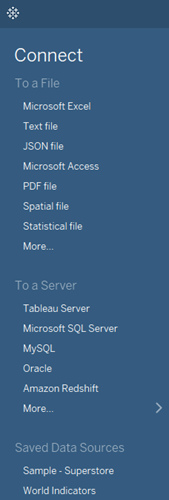 Connect
To a File
Microsoft Excel
Text file
JSON file
Microsoft Access
PDF file
Spatial file
Statistical file
More...
To a Server
Tableau Server
Microsoft SQL Server
MySQL
Oracle
Amazon Redshift
More...
Saved Data Sources
Sample - Superstore
World Indicators